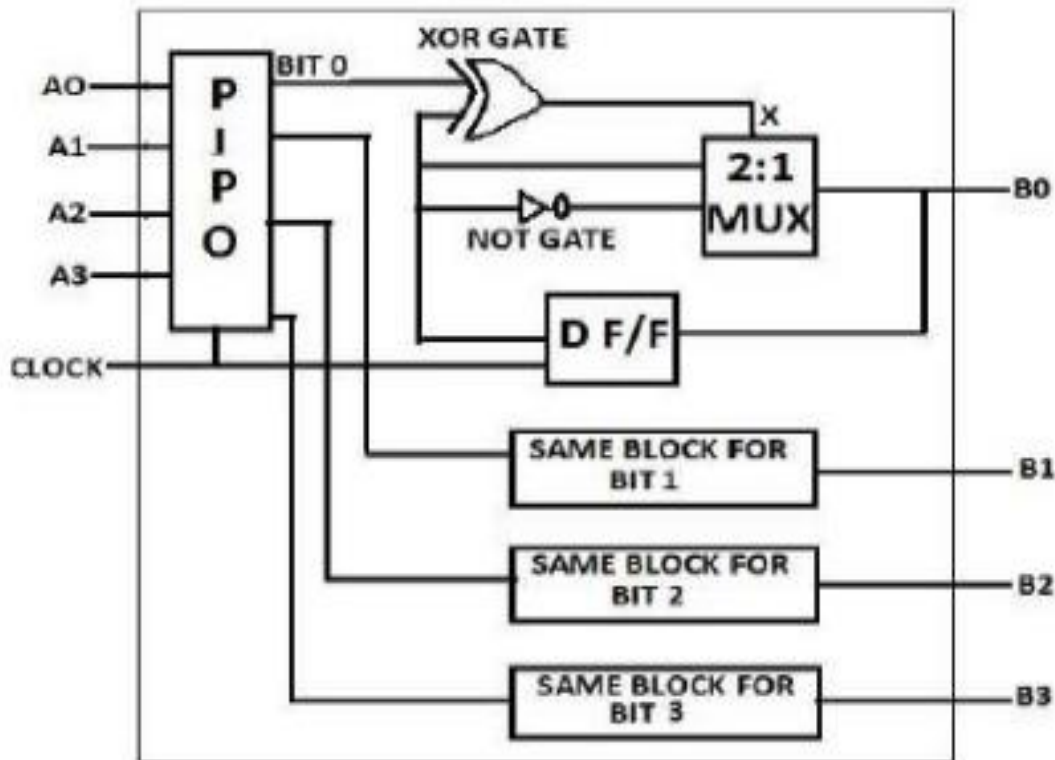 XOR GATE
BIT 0
A0
A1
A2
A3
P
I
P
O
X
2:1
MUX
B0
NOT GATE
D F/F
CLOCK
SAME BLOCK FOR
BIT 1
B1
SAME BLOCK FOR
BIT 2
B2
SAME BLOCK FOR
BIT 3
B3